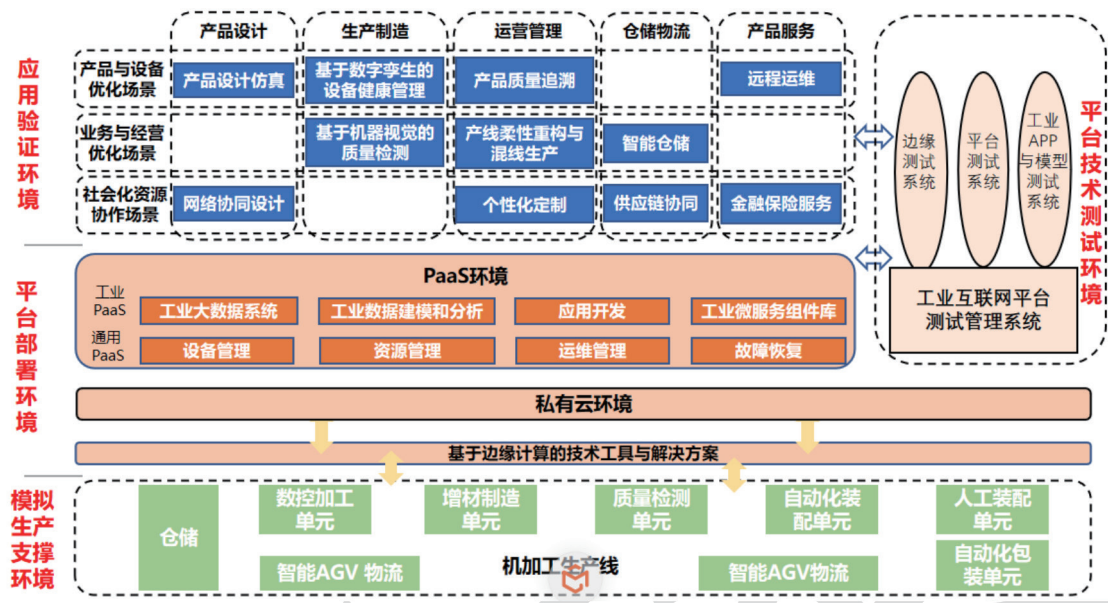 产品设计
生产制造
运营管理
仓储物流
产品服务
应用验证环境
产品与设备
优化场景
产品设计仿真
基于数字孪生的
设备健康管理
产品质量追溯
远程运维
业务与经营
优化场景
基于机器视觉的
质量检测
产线柔性重构与
混线生产
智能仓储
社会化资源
协作场景
网络协同设计
个性化定制
供应链协同
金融保险服务
边缘
测试
系统
平台
测试
系统
工业
APP
与模型
测试
系统
工业互联网平台
测试管理系统
平台技术测试环境
平台部署环境
PaaS环境
工业
PaaS
工业大数据系统
工业数据建模和分析
应用开发
工业微服务组件库
通用
PaaS
设备管理
资源管理
运维管理
故障恢复
私有云环境
基于边缘计算的技术工具与解决方案
模拟
生产
支撑
环境
仓储
数控加工
单元
增材制造
单元
质量检测
单元
自动化装
配单元
人工装配
单元
智能AGV 物流
机加工生产线
智能AGV物流
自动化包
装单元